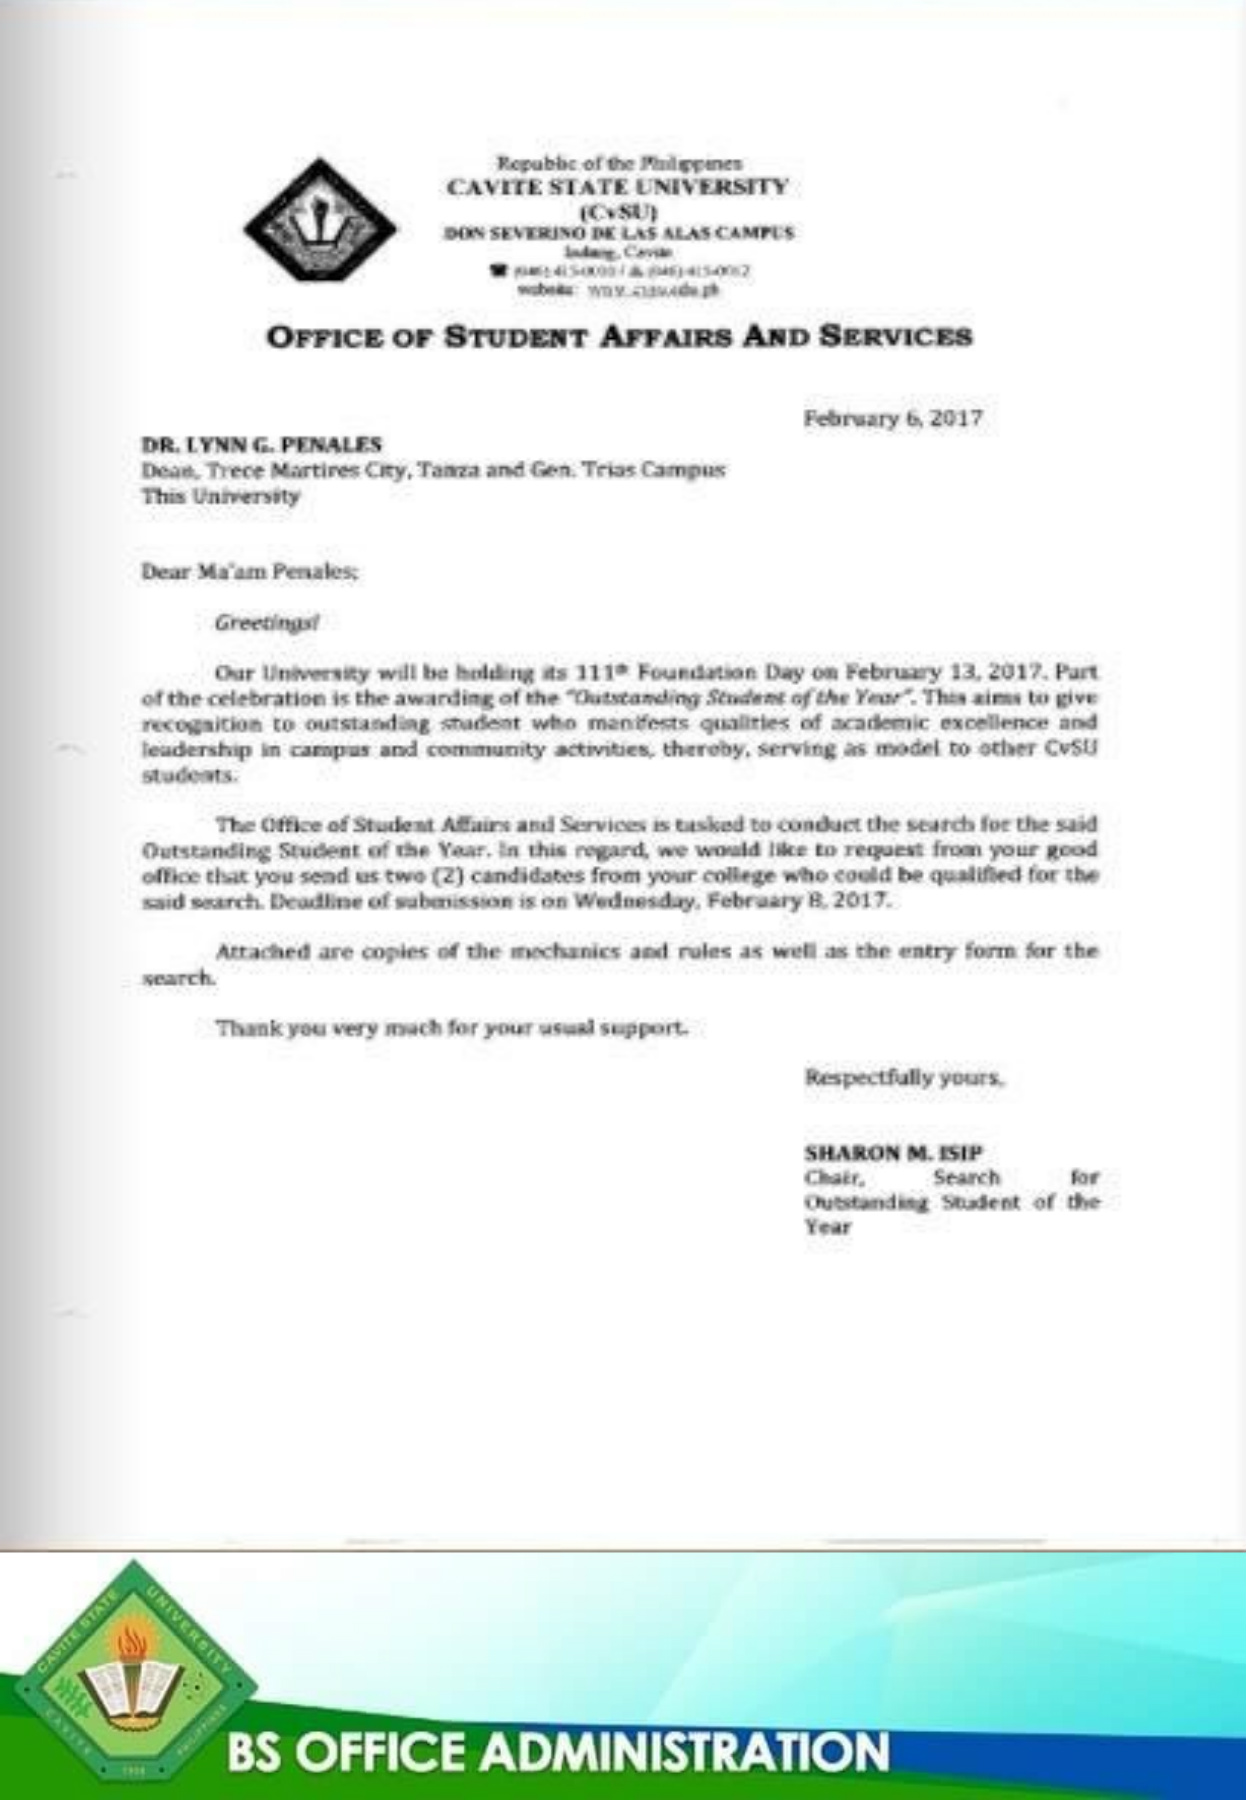 Republic of the Philippines
CAVITE STATE UNIVERSITY
(CvSU)
DON SEVERINO DE LAS ALAS CAMPUS
Indang, Cavite
website:
OFFICE OF STUDENT AFFAIRS AND SERVICES
February 6, 2017
DR. LYNN G. PENALES
Dean, Trece Martires City, Tanza and Gen. Trias Campus
This University
Dear Ma'am Penales;
Greetings!
Our University will be holding its 111th Foundation Day on February 13, 2017. Part
of the celebration is the awarding of the "Outstanding Student of the Year". This aims to give
recognition to outstanding student who manifests qualities of academic excellence and
leadership in campus and community activities, thereby, serving as model to other CvSU
students.
The Office of Student Affairs and Services is tasked to conduct the search for the said
Outstanding Student of the Year. In this regard, we would like to request from your good
office that you send us two (2) candidates from your college who could be qualified for the
said search. Deadline of submission is on Wednesday, February 8, 2017.
Attached are copies of the mechanics and rules as well as the entry form for the
search.
Thank you very much for your usual support.
Respectfully yours,
SHARON M. ISIP
Chair, Search for
Outstanding Student of the
Year
CAVITE STATE UNIVERSITY
CAVITE PHILIPPINES
1906
BS OFFICE ADMINISTRATION